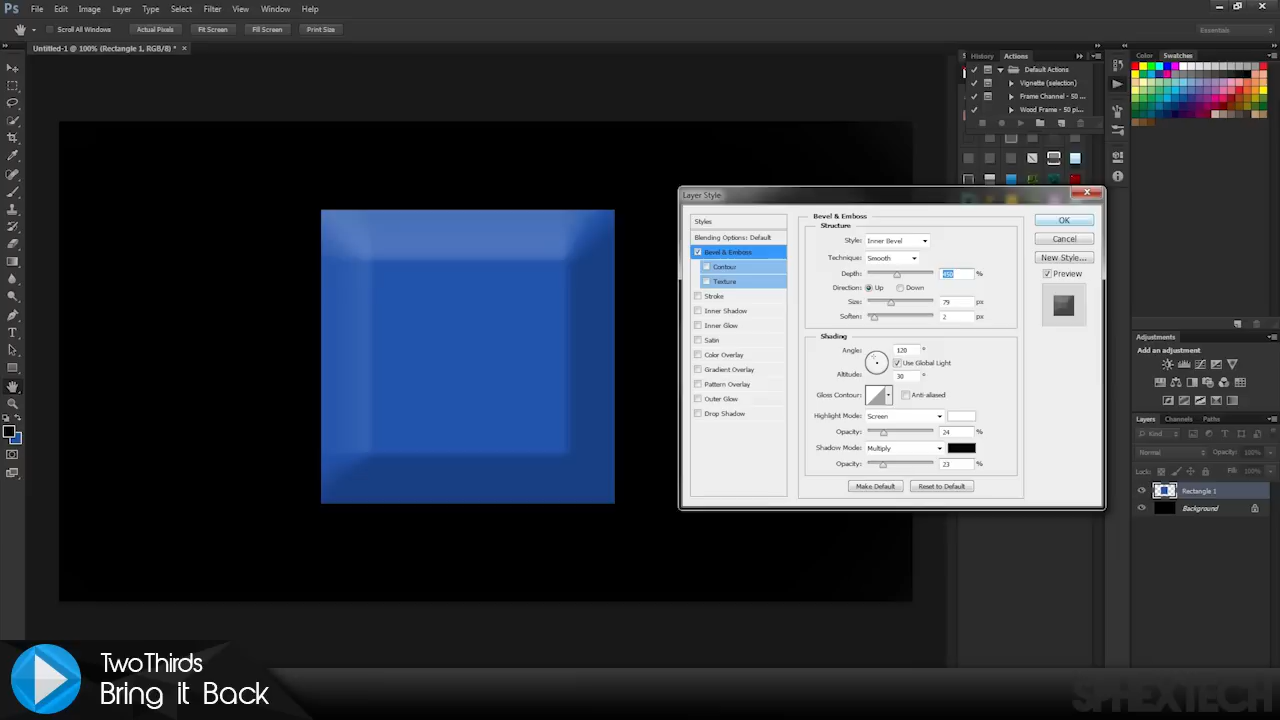 Ps File Edit Image Layer Type Select Filter View Window Help
Scroll All Windows Actual Pixels Fit Screen Fill Screen Print Size
Essentials
Untitled-1 @ 100% (Rectangle 1, RGB/8) *
History Actions
Default Actions
Vignette (selection)
Frame Channel - 50 ...
Wood Frame - 50 pi...
Color Swatches
Layer Style
Styles
Blending Options: Default
Bevel & Emboss
Contour
Texture
Stroke
Inner Shadow
Inner Glow
Satin
Color Overlay
Gradient Overlay
Pattern Overlay
Outer Glow
Drop Shadow
Bevel & Emboss
Structure
Style: Inner Bevel
Technique: Smooth
Depth: %
Direction: Up Down
Size: 79 px
Soften: 2 px
Shading
Angle: 120 °
Use Global Light
Altitude: 30 °
Gloss Contour: Anti-aliased
Highlight Mode: Screen
Opacity: 24 %
Shadow Mode: Multiply
Opacity: 23 %
Make Default Reset to Default
OK
Cancel
New Style...
Preview
Adjustments
Add an adjustment
Layers Channels Paths
Kind
Normal Opacity: 100%
Lock: Fill: 100%
Rectangle 1
Background
TwoThirds
Bring it Back
SPHEXTECH